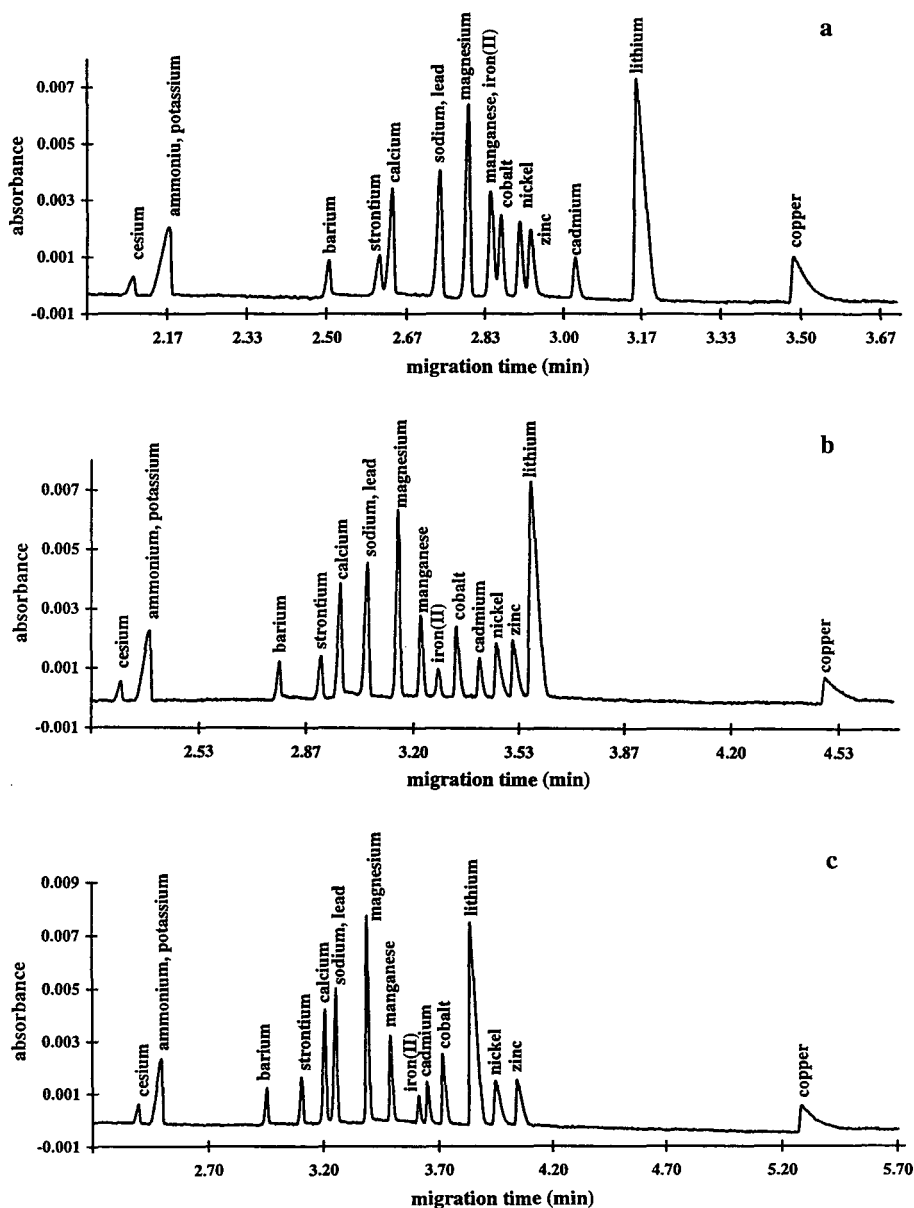 a
absorbance
0.007
0.005
0.003
0.001
-0.001
cesium
ammoniu, potassium
barium
strontium
calcium
sodium, lead
magnesium
manganese, iron(II)
cobalt
nickel
zinc
cadmium
lithium
copper
2.17 2.33 2.50 2.67 2.83 3.00 3.17 3.33 3.50 3.67
migration time (min)
b
absorbance
0.007
0.005
0.003
0.001
-0.001
cesium
ammonium, potassium
barium
strontium
calcium
sodium, lead
magnesium
manganese
iron(II)
cobalt
cadmium
nickel
zinc
lithium
copper
2.53 2.87 3.20 3.53 3.87 4.20 4.53
migration time (min)
c
absorbance
0.009
0.007
0.005
0.003
0.001
-0.001
cesium
ammonium, potassium
barium
strontium
calcium
sodium, lead
magnesium
manganese
iron(II)
cadmium
cobalt
lithium
nickel
zinc
copper
2.70 3.20 3.70 4.20 4.70 5.20 5.70
migration time (min)